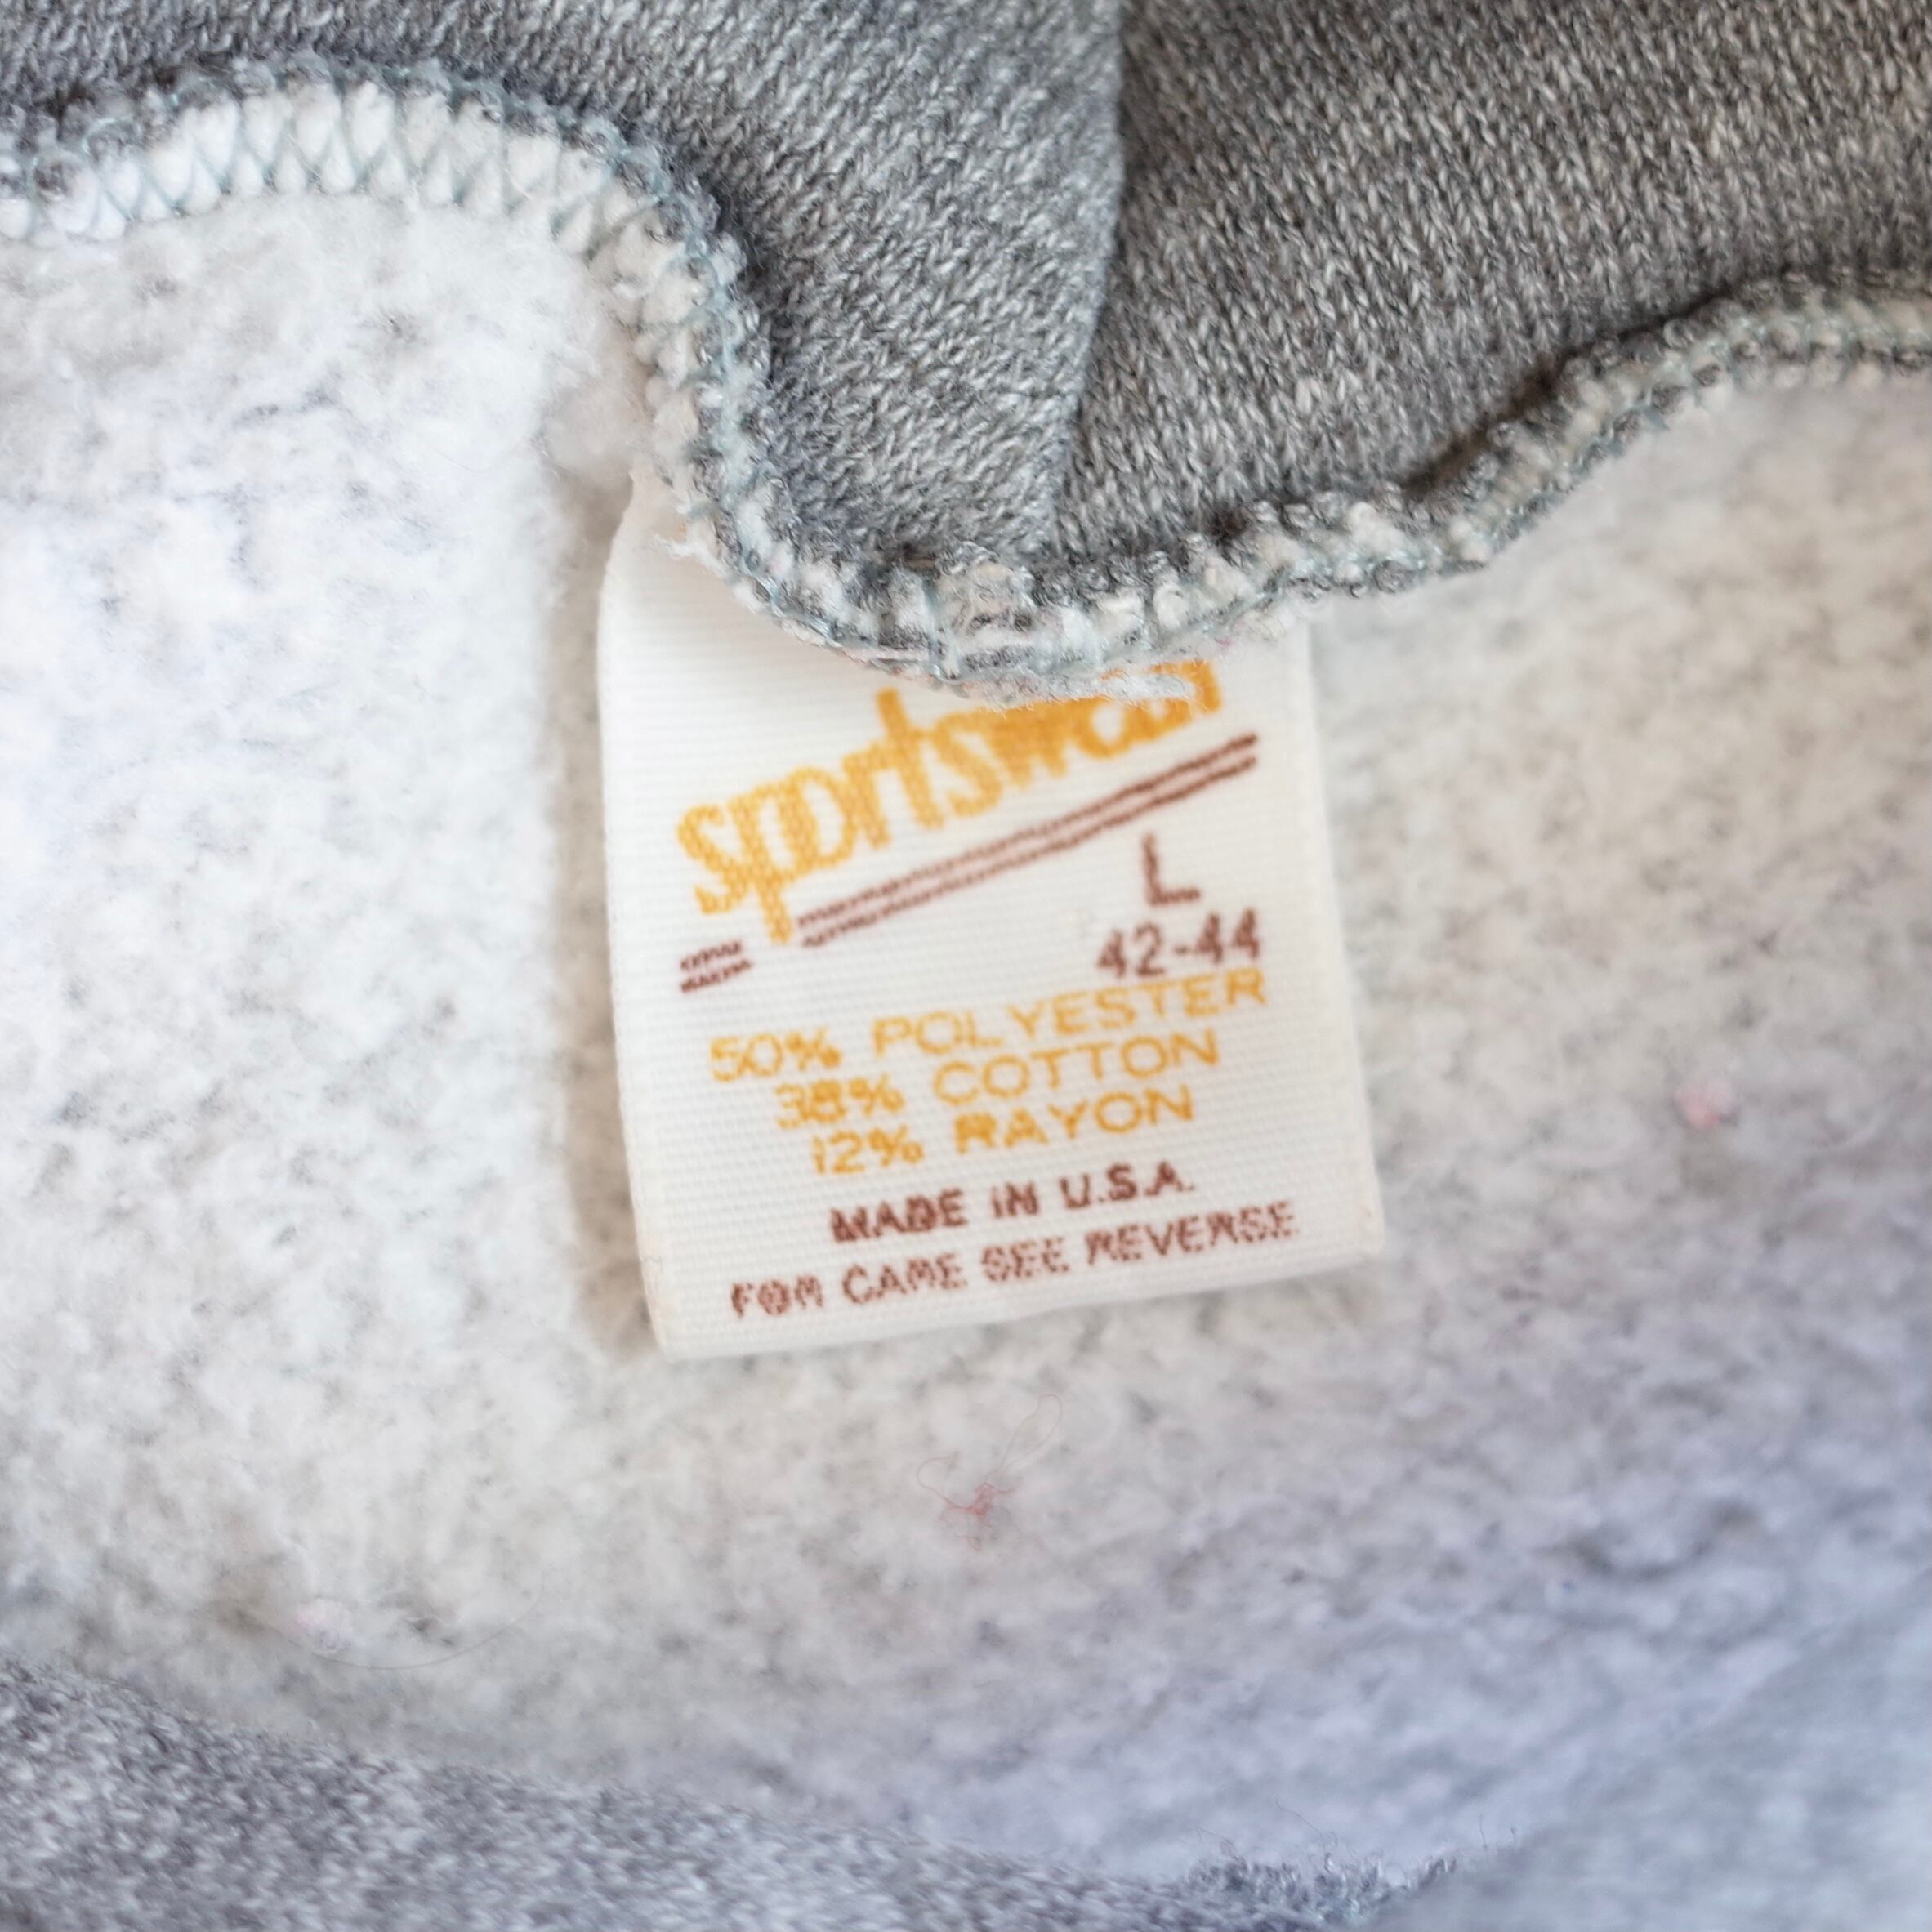 sportswear
L
42-44
50% POLYESTER
38% COTTON
12% RAYON
MADE IN U.S.A.
FOR CARE SEE REVERSE